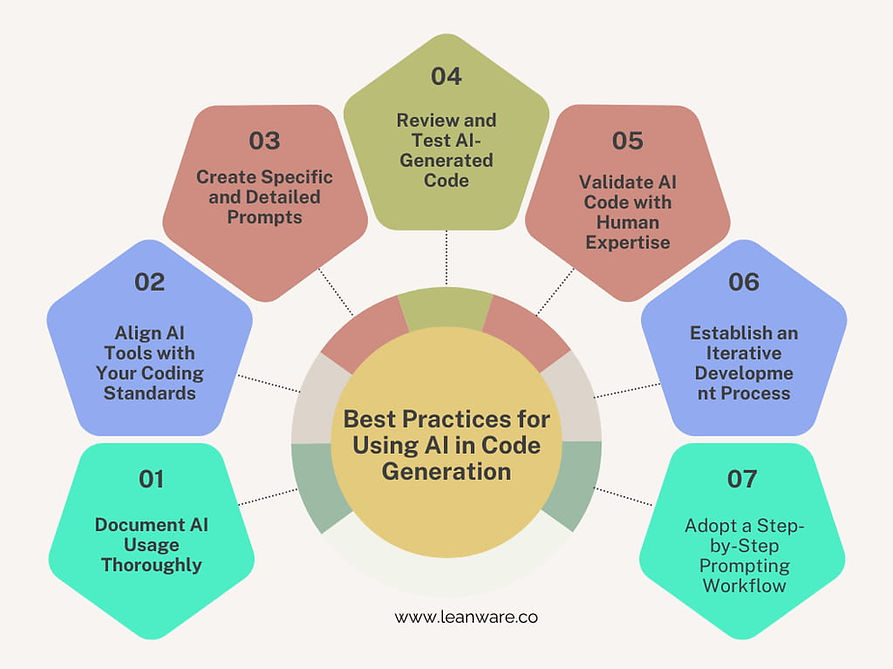 01
Document AI
Usage
Thoroughly
02
Align AI
Tools with
Your Coding
Standards
03
Create Specific
and Detailed
Prompts
04
Review and
Test AI-
Generated
Code
05
Validate AI
Code with
Human
Expertise
06
Establish an
Iterative
Developme
nt Process
07
Adopt a Step-
by-Step
Prompting
Workflow
Best Practices for
Using AI in Code
Generation
www.leanware.co